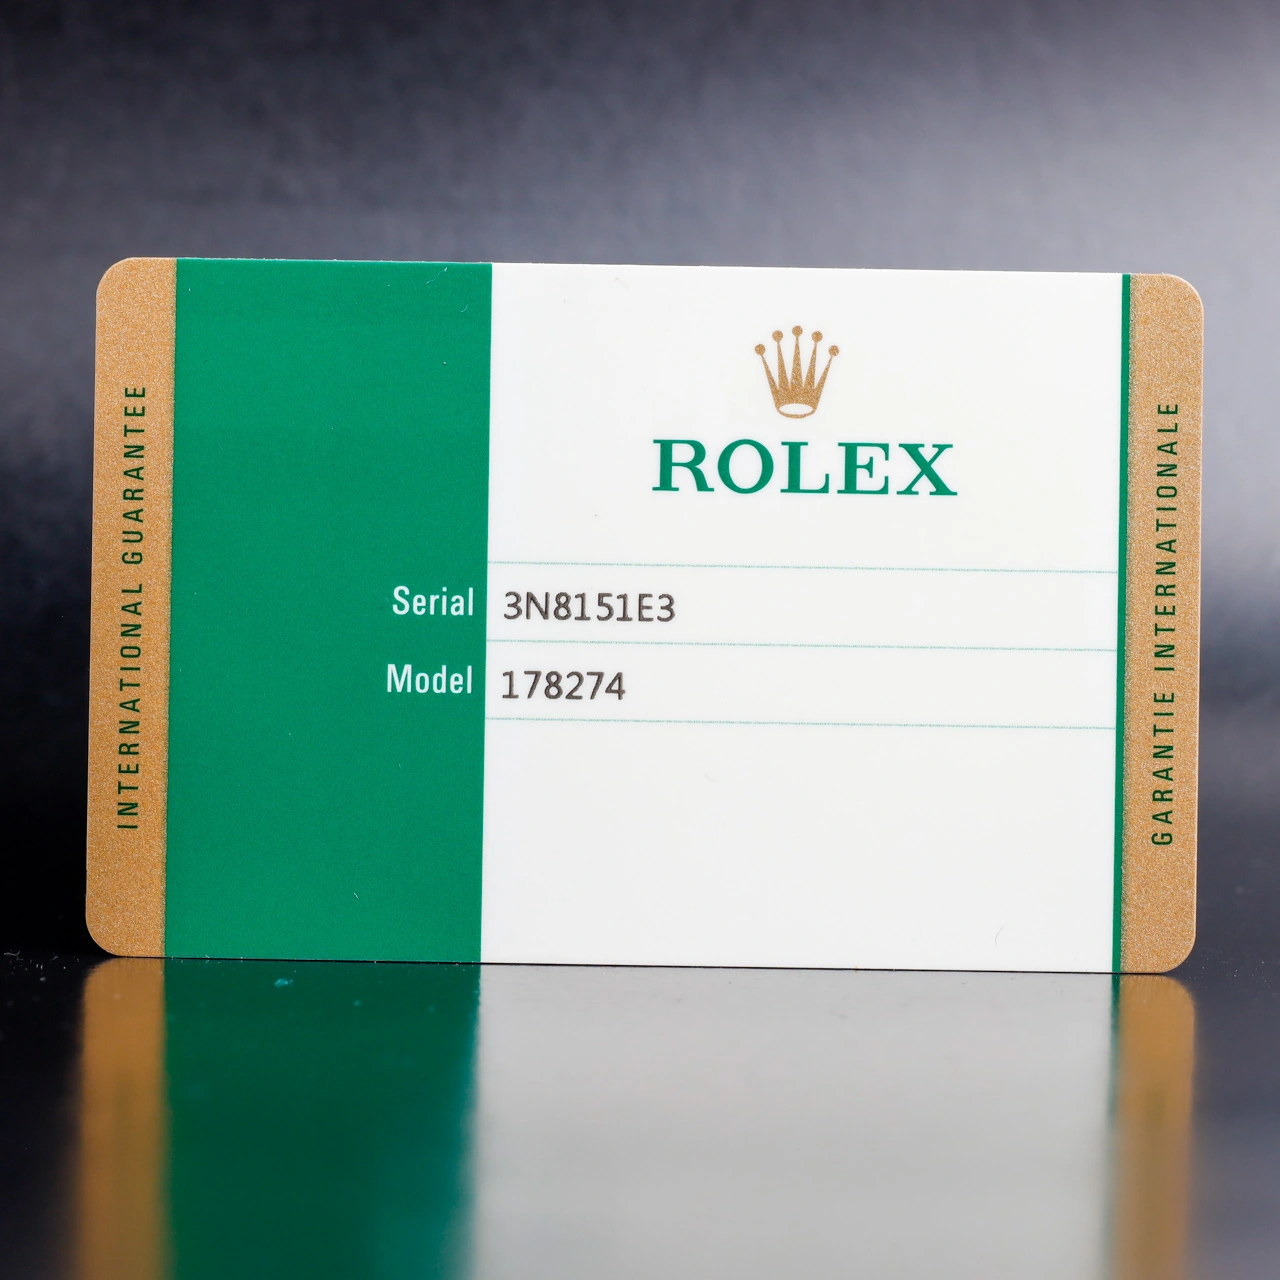 INTERNATIONAL GUARANTEE
ROLEX
Serial 3N8151E3
Model 178274
GARANTIE INTERNATIONALE